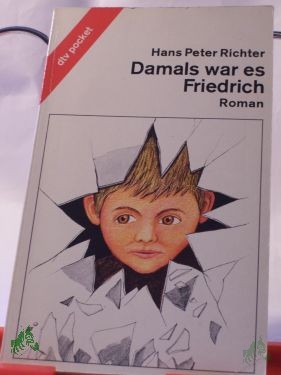 dtv pocket
Hans Peter Richter
Damals war es
Friedrich
Roman